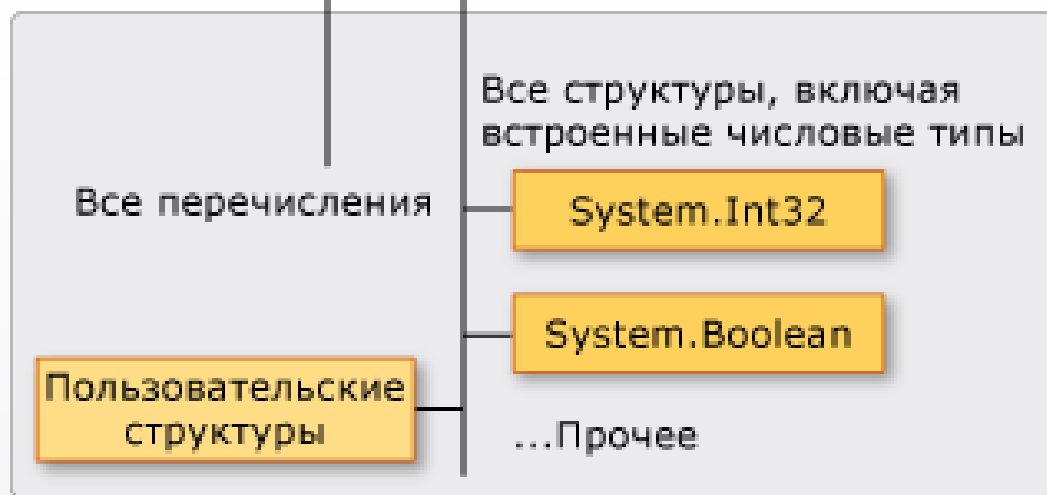 Все структуры, включая
встроенные числовые типы
Все перечисления
System.Int32
System.Boolean
Пользовательские
структуры
...Прочее